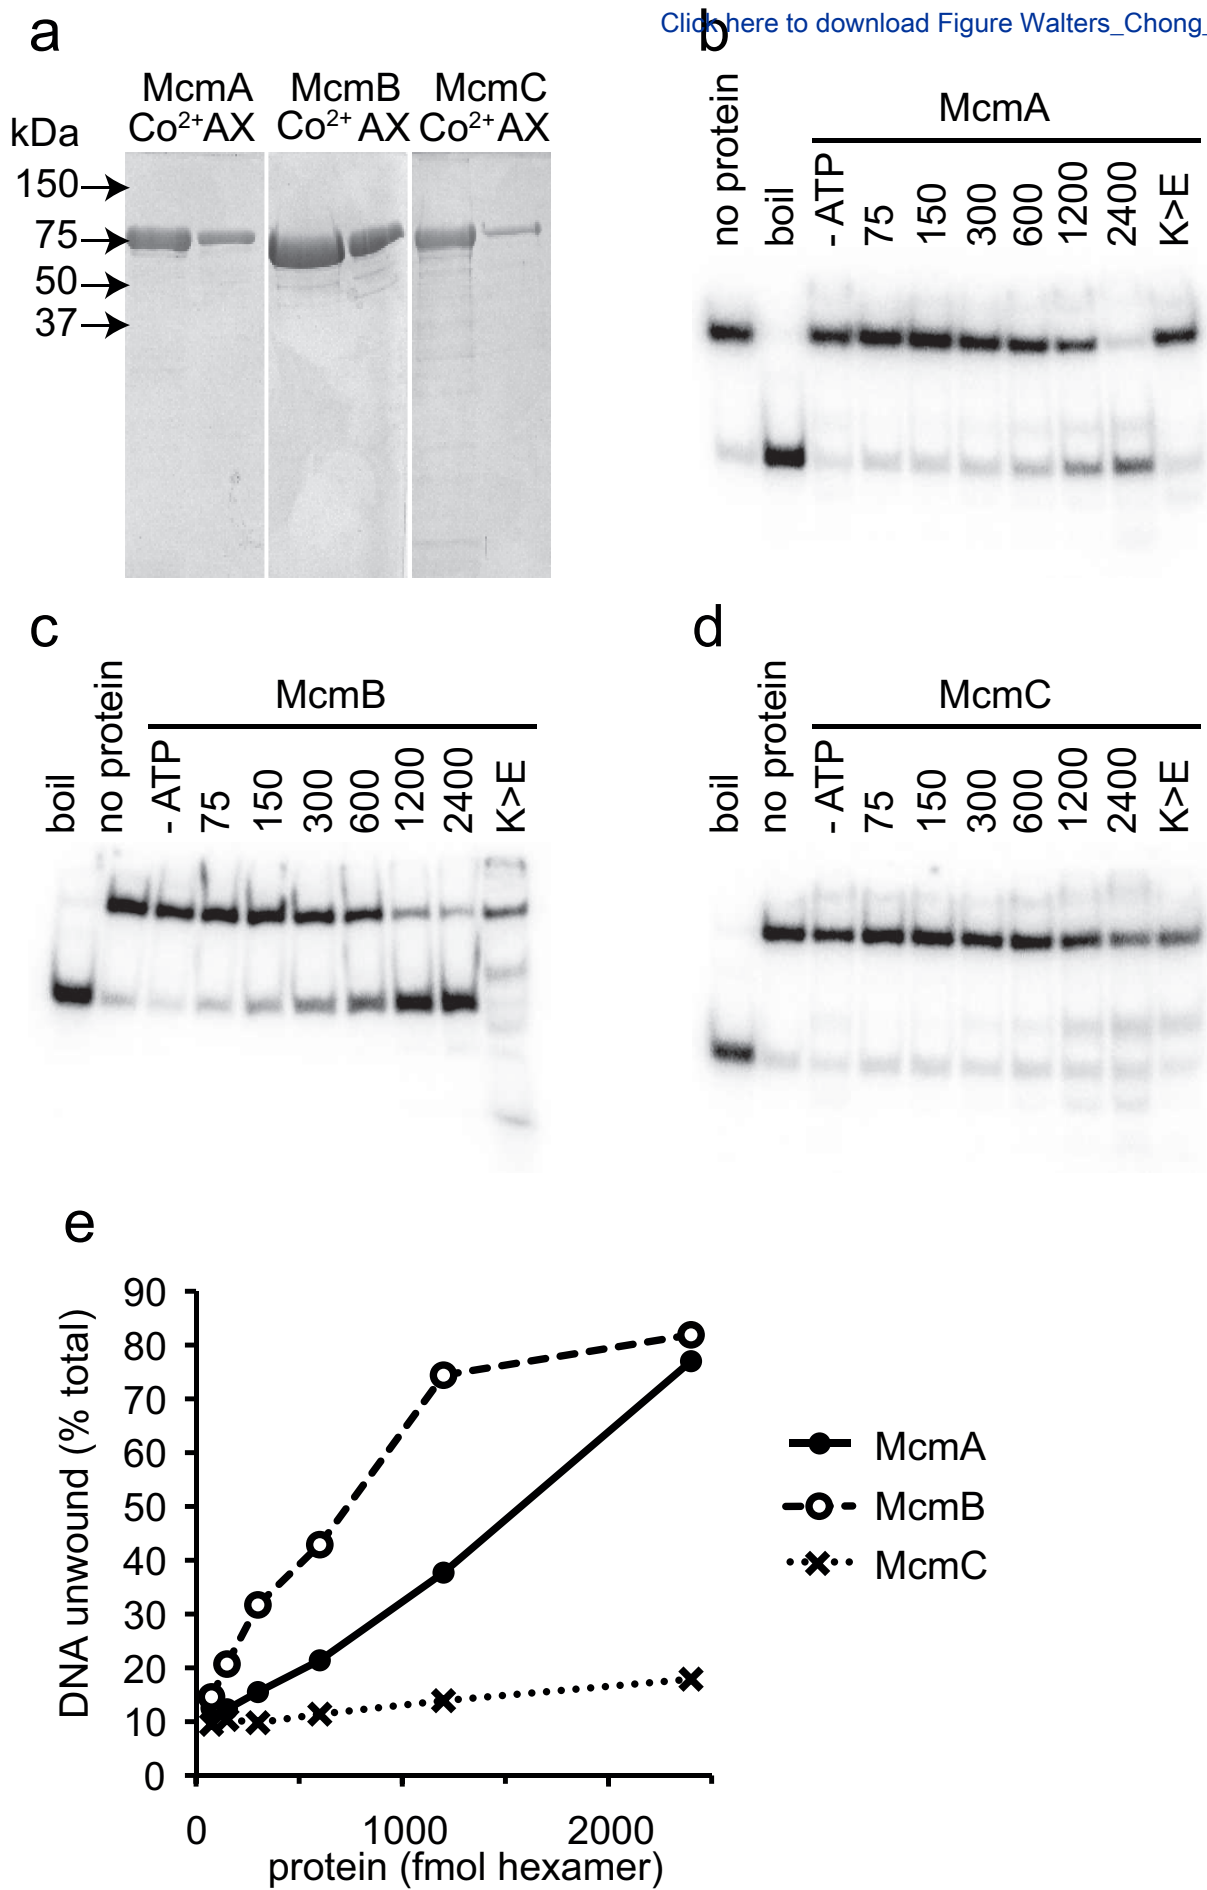 Click here to download Figure Walters_Chong_
a
McmA McmB McmC
kDa Co2+ AX Co2+ AX Co2+ AX
150
75
50
37
b
McmA
no protein boil - ATP 75 150 300 600 1200 2400 K>E
c
McmB
boil no protein - ATP 75 150 300 600 1200 2400 K>E
d
McmC
boil no protein - ATP 75 150 300 600 1200 2400 K>E
e
DNA unwound (% total)
90
80
70
60
50
40
30
20
10
0
0 1000 2000
protein (fmol hexamer)
McmA
McmB
McmC